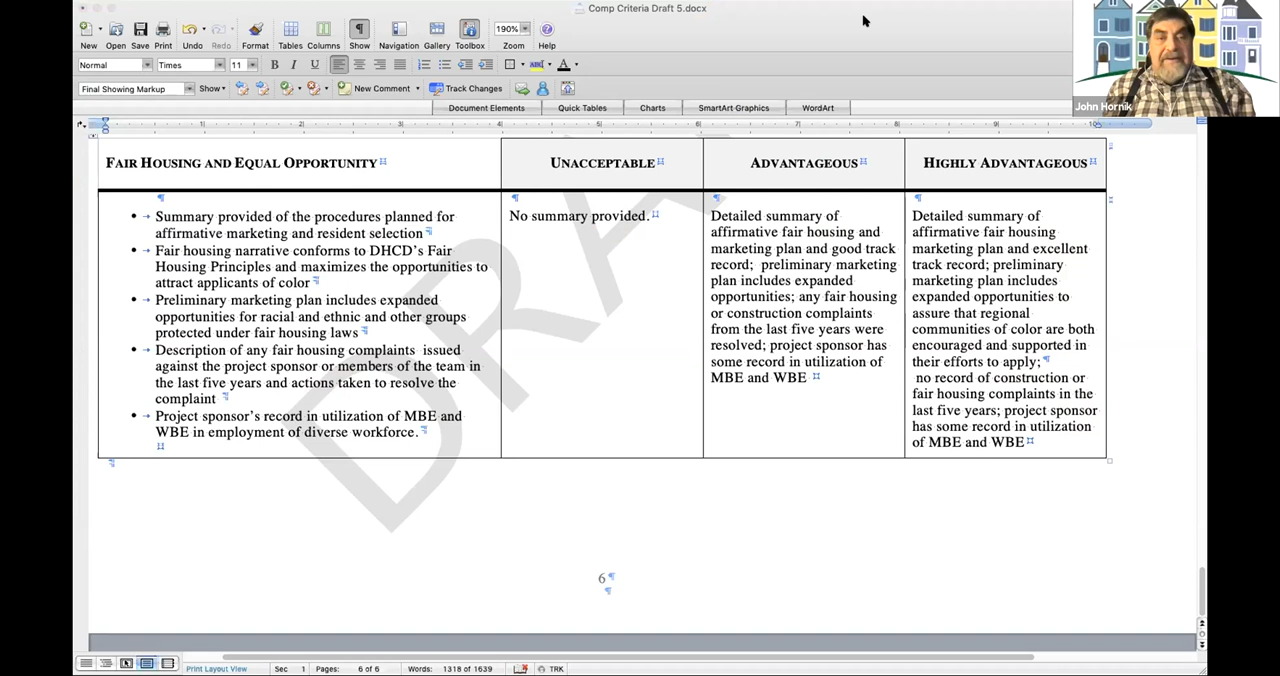 Comp Criteria Draft 5.docx
New Open Save Print Undo Redo Format Tables Columns Show Navigation Gallery Toolbox Zoom Help
190%
Normal Times 11 B I U ABC A
Final Showing Markup Show New Comment Track Changes
Document Elements Quick Tables Charts SmartArt Graphics WordArt
John Hornik
1 2 3 4 5 6 7 8 9 10
FAIR HOUSING AND EQUAL OPPORTUNITY
• Summary provided of the procedures planned for
affirmative marketing and resident selection
• Fair housing narrative conforms to DHCD's Fair
Housing Principles and maximizes the opportunities to
attract applicants of color
• Preliminary marketing plan includes expanded
opportunities for racial and ethnic and other groups
protected under fair housing laws
• Description of any fair housing complaints issued
against the project sponsor or members of the team in
the last five years and actions taken to resolve the
complaint
• Project sponsor's record in utilization of MBE and
WBE in employment of diverse workforce.
UNACCEPTABLE
No summary provided.
ADVANTAGEOUS
Detailed summary of
affirmative fair housing and
marketing plan and good track
record; preliminary marketing
plan includes expanded
opportunities; any fair housing
or construction complaints
from the last five years were
resolved; project sponsor has
some record in utilization of
MBE and WBE
HIGHLY ADVANTAGEOUS
Detailed summary of
affirmative fair housing
marketing plan and excellent
track record; preliminary
marketing plan includes
expanded opportunities to
assure that regional
communities of color are both
encouraged and supported in
their efforts to apply;
no record of construction or
fair housing complaints in the
last five years; project sponsor
has some record in utilization
of MBE and WBE
DRA
6
Print Layout View Sec 1 Pages: 6 of 6 Words: 1318 of 1639 TRK